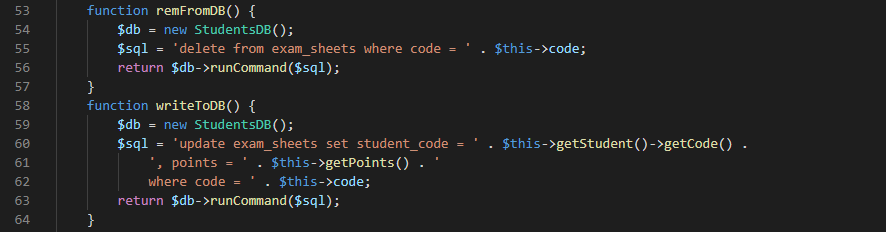 53 function remFromDB() {
54 $db = new StudentsDB();
55 $sql = 'delete from exam_sheets where code = ' . $this->code;
56 return $db->runCommand($sql);
57 }
58 function writeToDB() {
59 $db = new StudentsDB();
60 $sql = 'update exam_sheets set student_code = ' . $this->getStudent()->getCode() .
61 ', points = ' . $this->getPoints() . '
62 where code = ' . $this->code;
63 return $db->runCommand($sql);
64 }